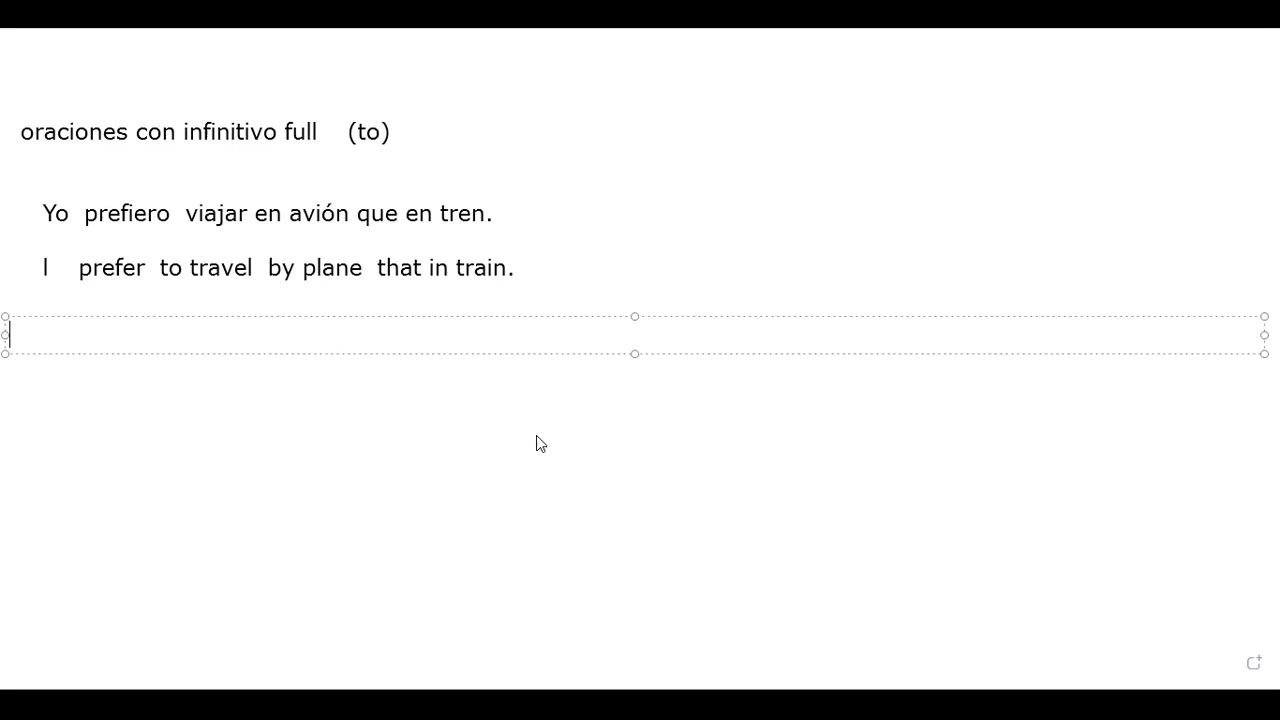 oraciones con infinitivo full (to)
Yo prefiero viajar en avión que en tren.
I prefer to travel by plane that in train.